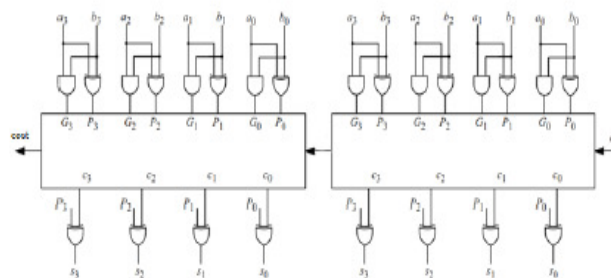 a₃ b₃ a₂ b₂ a₁ b₁ a₀ b₀ a₃ b₃ a₂ b₂ a₁ b₁ a₀ b₀
G₃ P₃ G₂ P₂ G₁ P₁ G₀ P₀ G₃ P₃ G₂ P₂ G₁ P₁ G₀ P₀
cout
c₃ c₂ c₁ c₀ c₃ c₂ c₁ c₀
P₃ P₂ P₁ P₀ P₃ P₂ P₁ P₀
s₃ s₂ s₁ s₀ s₃ s₂ s₁ s₀